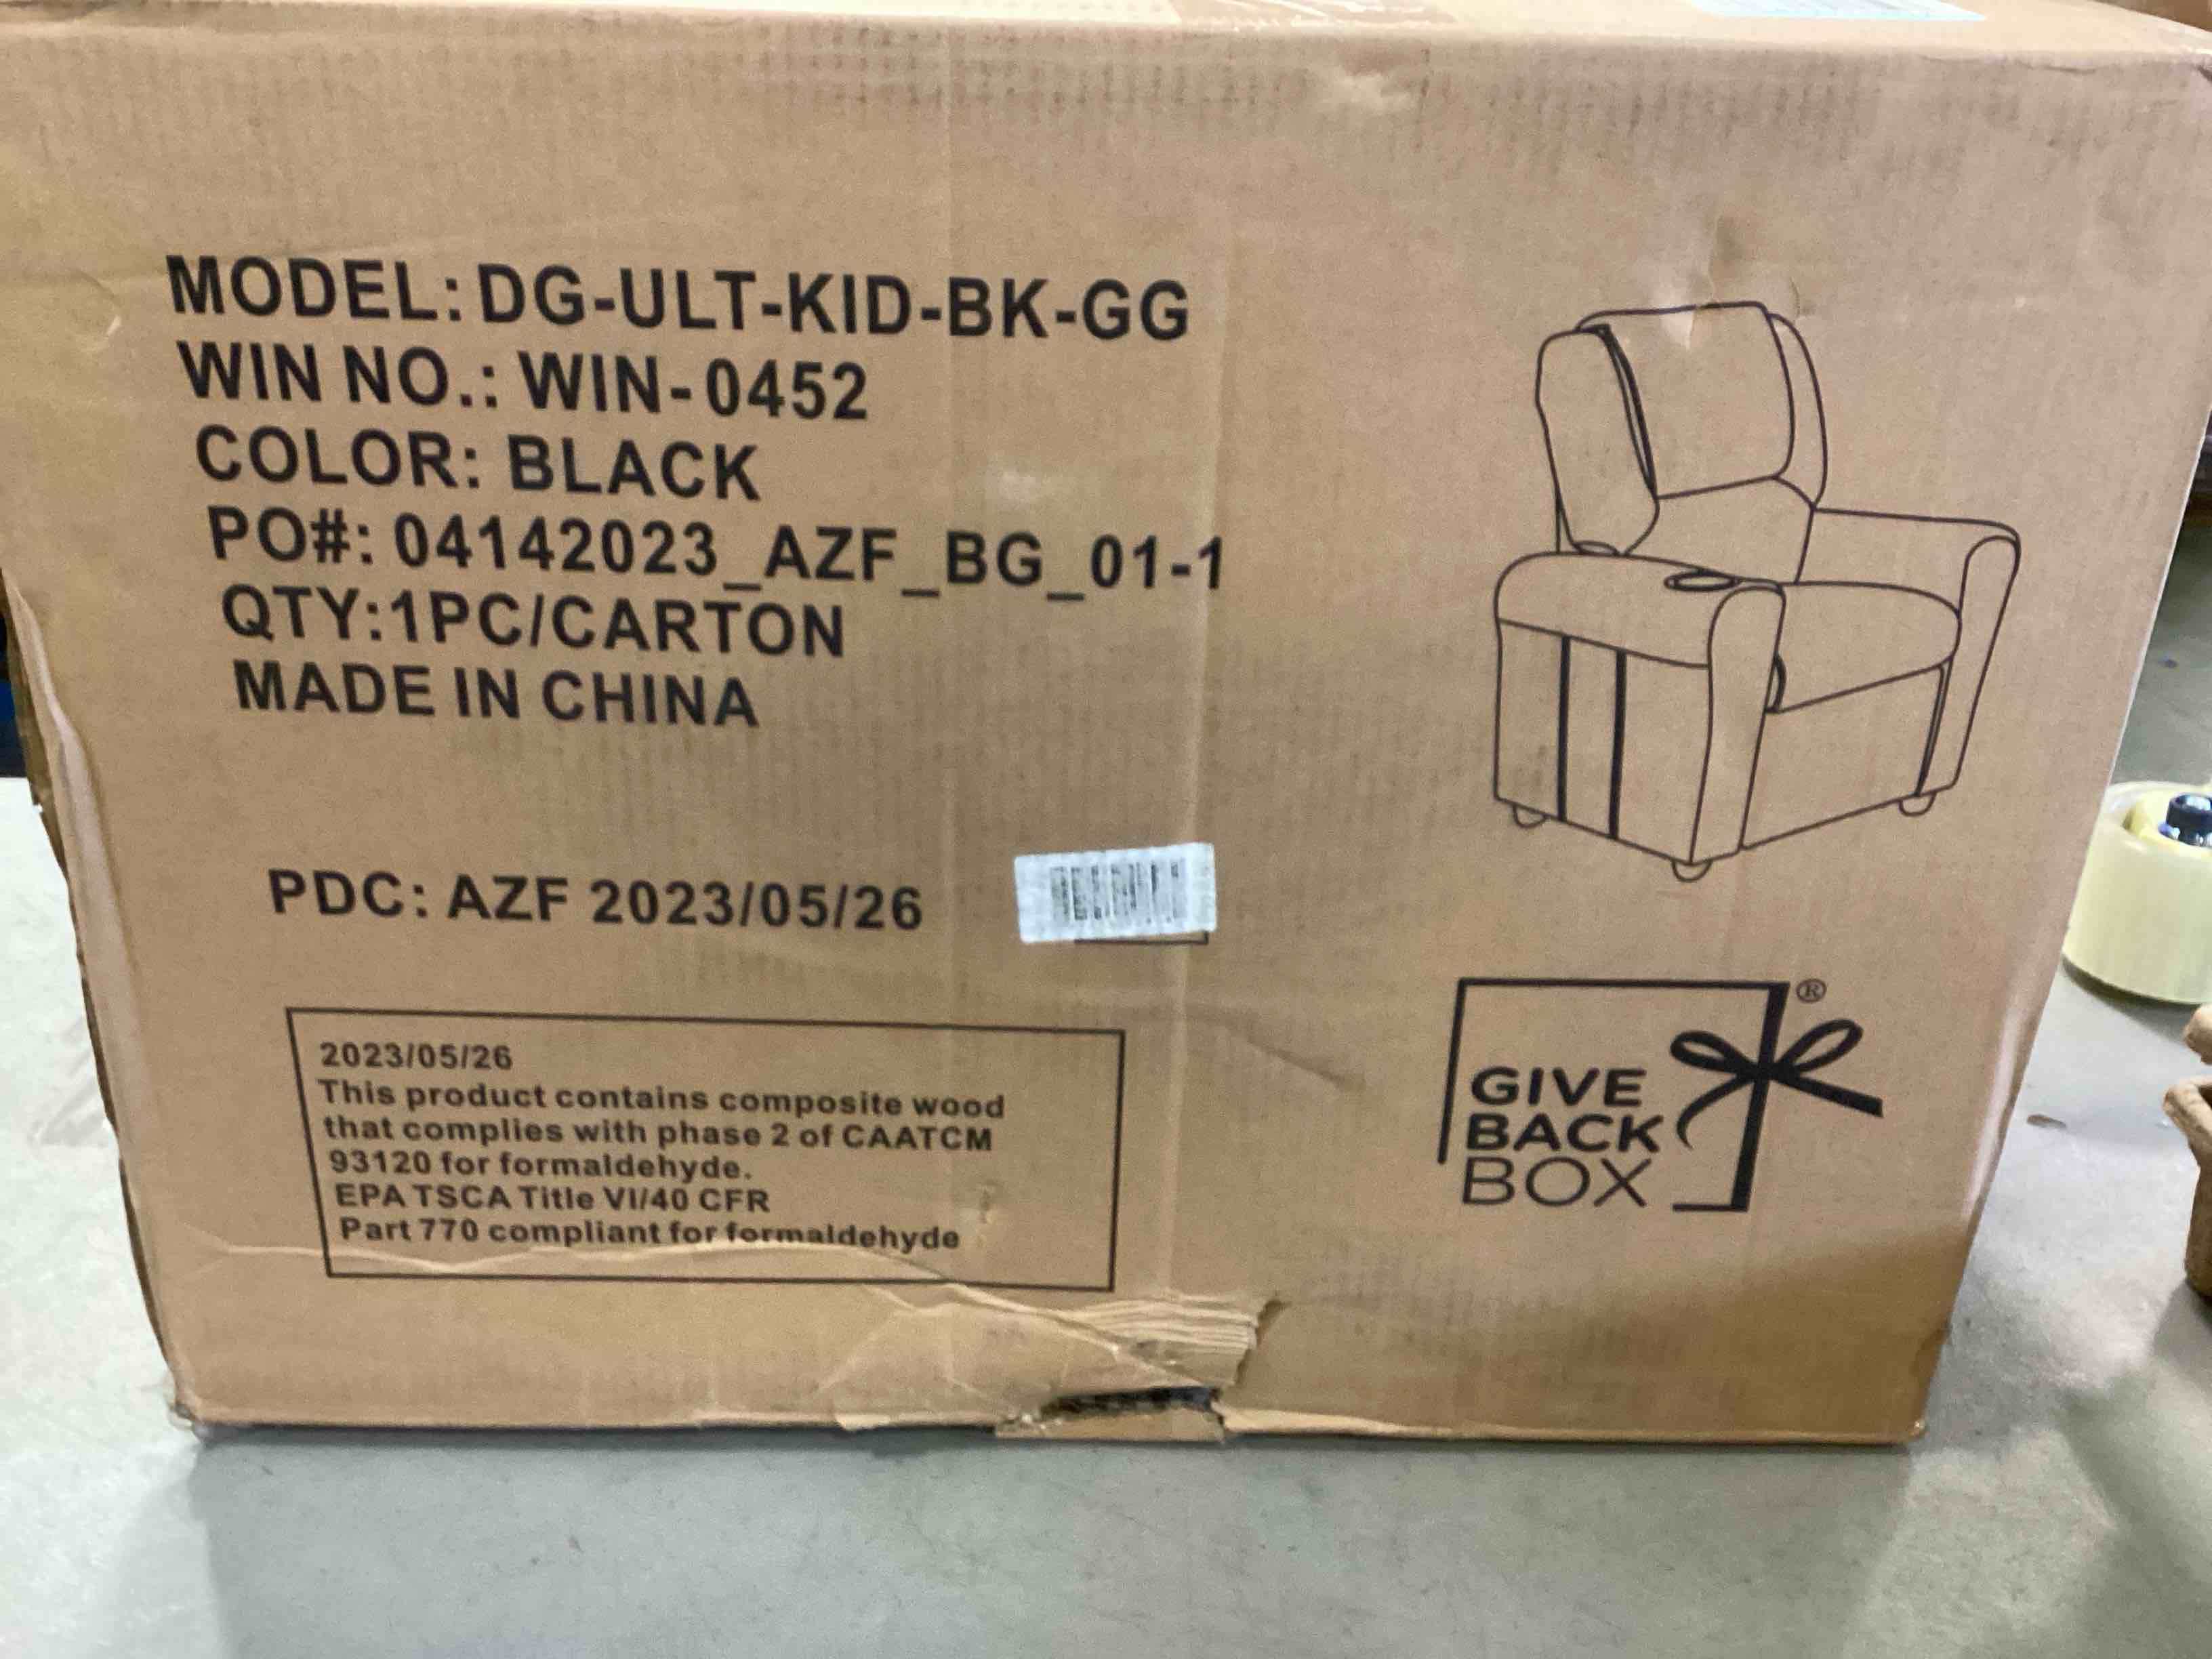 MODEL: DG-ULT-KID-BK-GG
WIN NO.: WIN-0452
COLOR: BLACK
PO#: 04142023_AZF_BG_01-1
QTY:1PC/CARTON
MADE IN CHINA
PDC: AZF 2023/05/26
2023/05/26
This product contains composite wood
that complies with phase 2 of CAATCM
93120 for formaldehyde.
EPA TSCA Title VI/40 CFR
Part 770 compliant for formaldehyde
®
GIVE
BACK
BOX